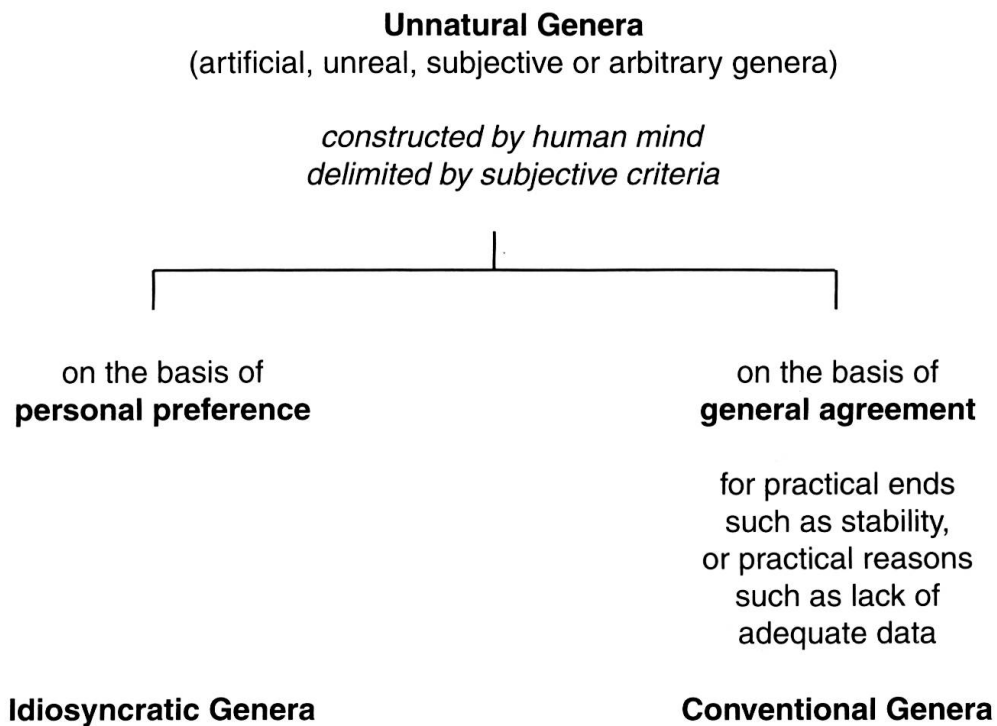 Unnatural Genera
(artificial, unreal, subjective or arbitrary genera)
constructed by human mind
delimited by subjective criteria
on the basis of
personal preference
on the basis of
general agreement
for practical ends
such as stability,
or practical reasons
such as lack of
adequate data
Idiosyncratic Genera
Conventional Genera